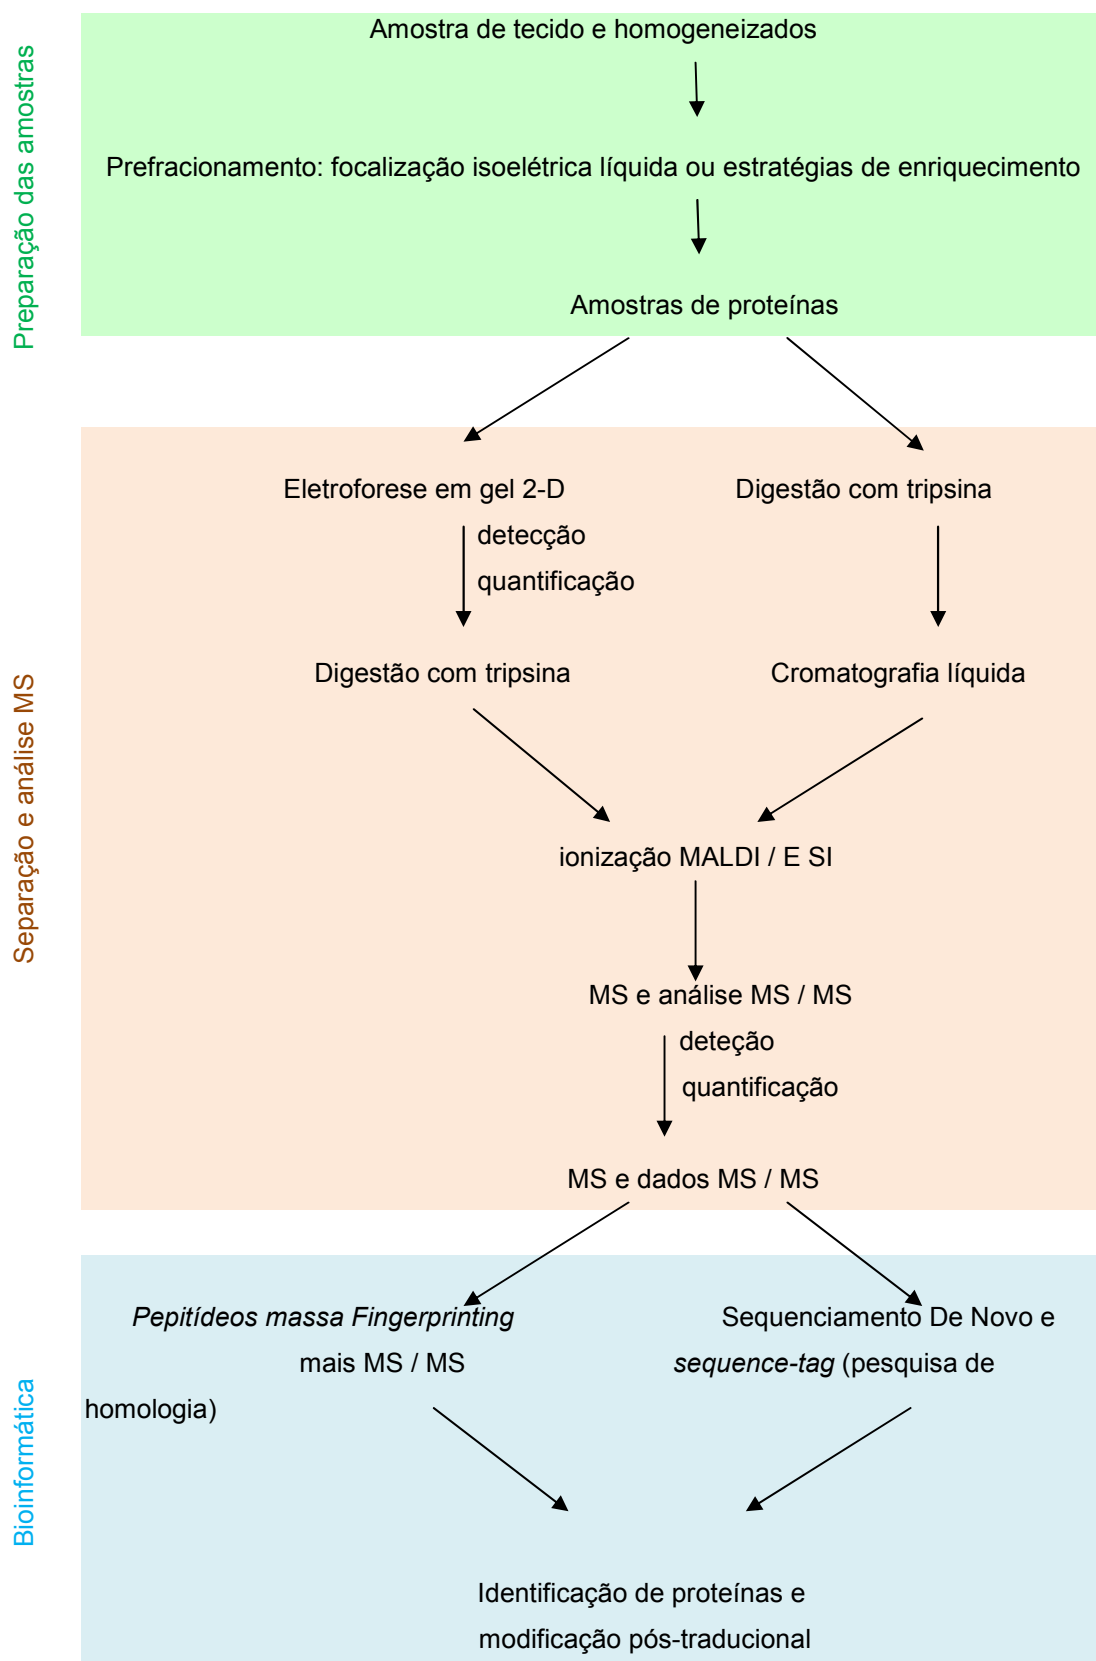 Preparação das amostras
Amostra de tecido e homogeneizados
Prefracionamento: focalização isoelétrica líquida ou estratégias de enriquecimento
Amostras de proteínas
Separação e análise MS
Eletroforese em gel 2-D
Digestão com tripsina
detecção
quantificação
Digestão com tripsina
Cromatografia líquida
ionização MALDI / E SI
MS e análise MS / MS
deteção
quantificação
MS e dados MS / MS
Bioinformática
Pepitídeos massa Fingerprinting
Sequenciamento De Novo e
mais MS / MS
sequence-tag (pesquisa de
homologia)
Identificação de proteínas e
modificação pós-traducional